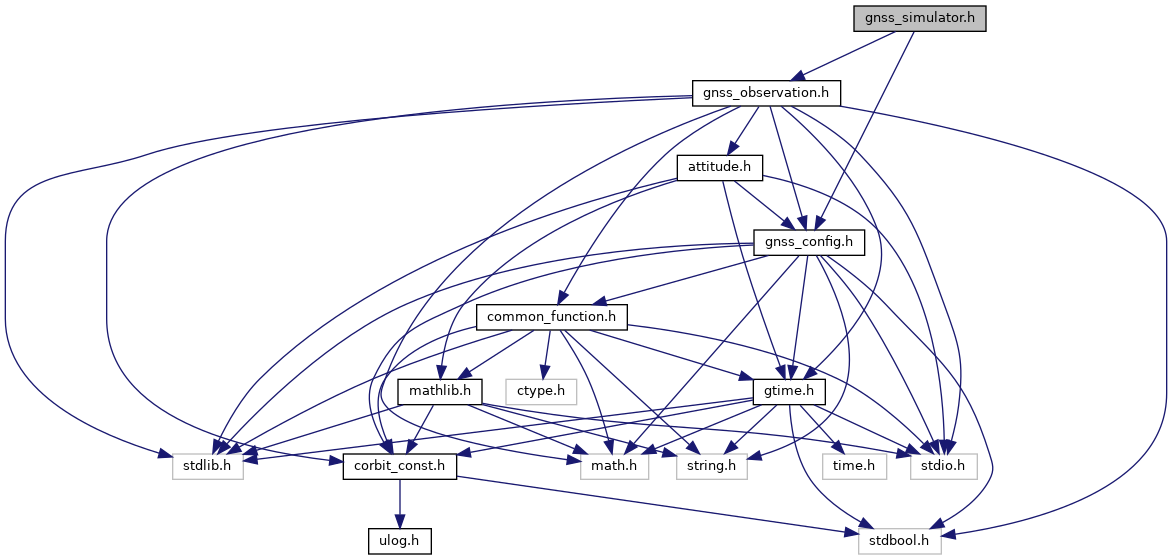 gnss_simulator.h
gnss_observation.h
attitude.h
gnss_config.h
common_function.h
mathlib.h
ctype.h
gtime.h
stdlib.h
corbit_const.h
math.h
string.h
time.h
stdio.h
ulog.h
stdbool.h